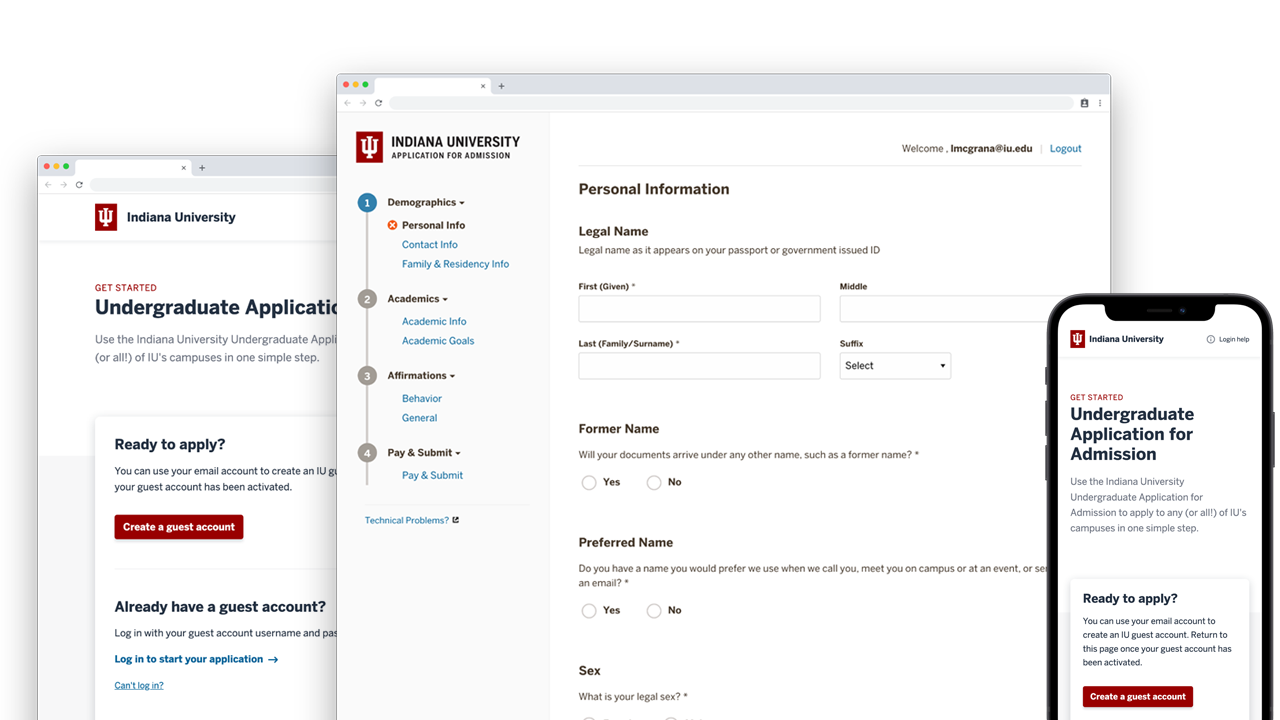 Indiana University
GET STARTED
Undergraduate Applicatio
Use the Indiana University Undergraduate Appli
(or all!) of IU's campuses in one simple step.
Ready to apply?
You can use your email account to create an IU gu
your guest account has been activated.
Create a guest account
Already have a guest account?
Log in with your guest account username and pas
Log in to start your application →
Can't log in?
INDIANA UNIVERSITY
APPLICATION FOR ADMISSION
1 Demographics
Personal Info
Contact Info
Family & Residency Info
2 Academics
Academic Info
Academic Goals
3 Affirmations
Behavior
General
4 Pay & Submit
Pay & Submit
Technical Problems?
Welcome , lmcgrana@iu.edu | Logout
Personal Information
Legal Name
Legal name as it appears on your passport or government issued ID
First (Given) * Middle
Last (Family/Surname) * Suffix
Select
Former Name
Will your documents arrive under any other name, such as a former name? *
Yes No
Preferred Name
Do you have a name you would prefer we use when we call you, meet you on campus or at an event, or se
an email? *
Yes No
Sex
What is your legal sex? *
Indiana University Login help
GET STARTED
Undergraduate
Application for
Admission
Use the Indiana University
Undergraduate Application for
Admission to apply to any (or all!) of IU's
campuses in one simple step.
Ready to apply?
You can use your email account to
create an IU guest account. Return to
this page once your guest account has
been activated.
Create a guest account